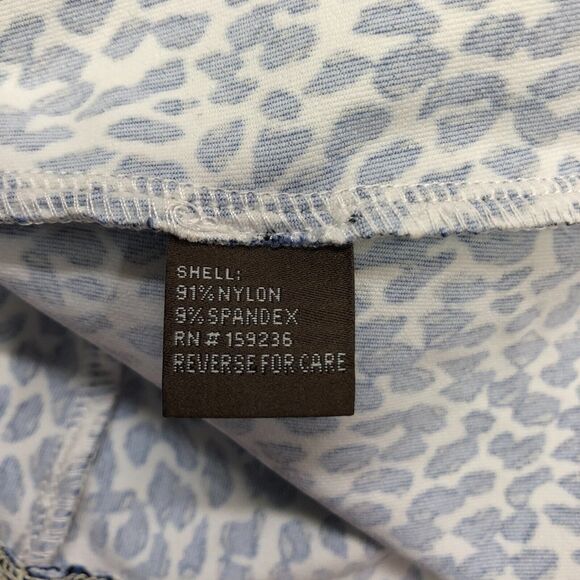 SHELL:
91% NYLON
9% SPANDEX
RN # 159236
REVERSE FOR CARE